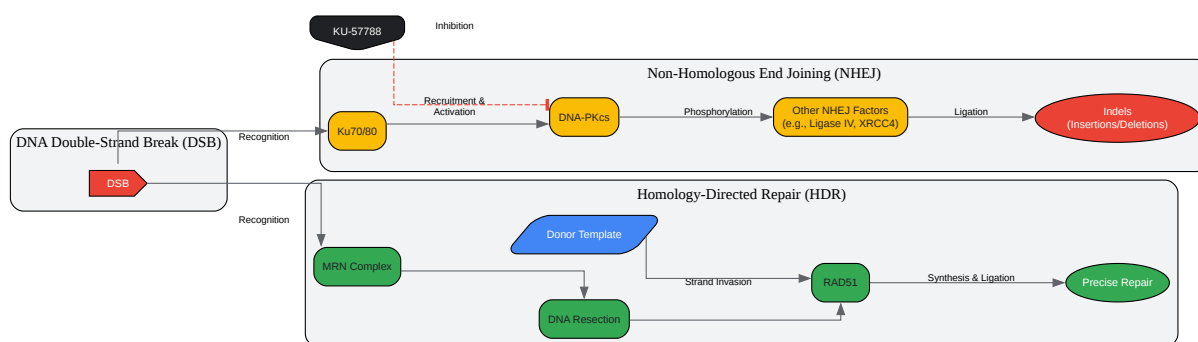 KU-57788
Inhibition
Non-Homologous End Joining (NHEJ)
Recruitment &
Activation
Ku70/80
DNA-PKcs
Phosphorylation
Other NHEJ Factors
(e.g., Ligase IV, XRCC4)
Ligation
Indels
(Insertions/Deletions)
DNA Double-Strand Break (DSB)
Recognition
DSB
Recognition
Homology-Directed Repair (HDR)
Donor Template
MRN Complex
Strand Invasion
RAD51
Synthesis & Ligation
Precise Repair
DNA Resection